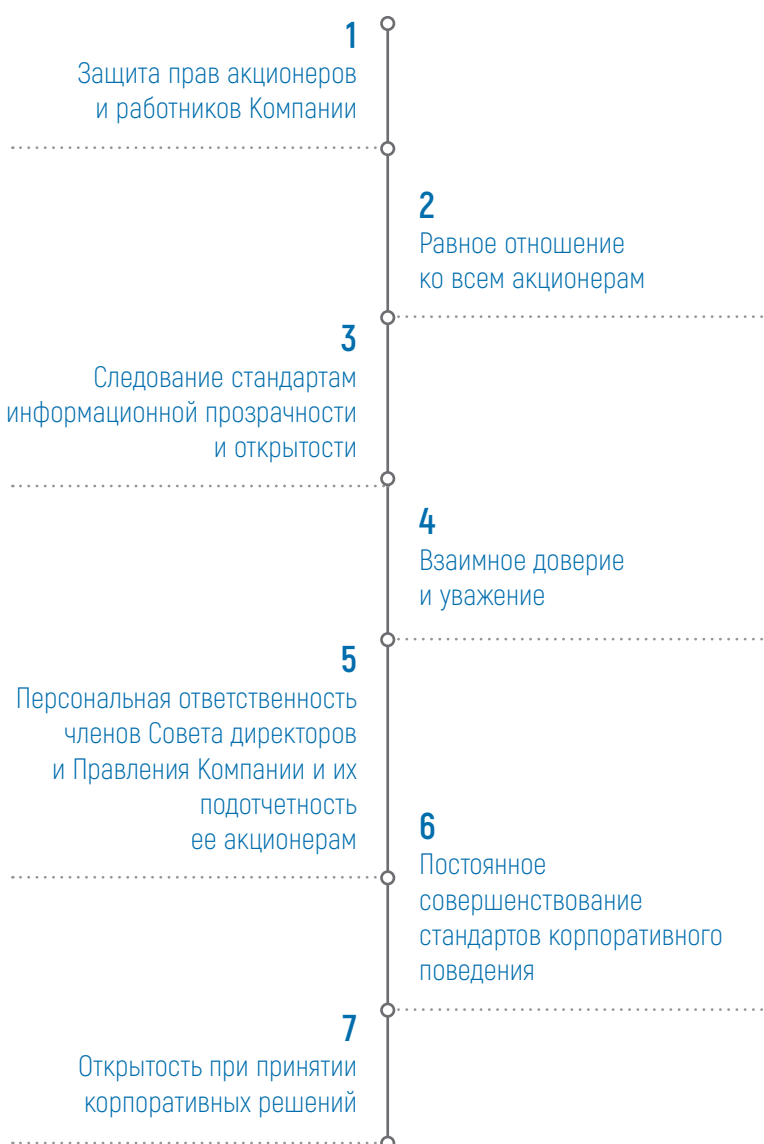 1
Защита прав акционеров
и работников Компании
2
Равное отношение
ко всем акционерам
3
Следование стандартам
информационной прозрачности
и открытости
4
Взаимное доверие
и уважение
5
Персональная ответственность
членов Совета директоров
и Правления Компании и их
подотчетность
ее акционерам
6
Постоянное
совершенствование
стандартов корпоративного
поведения
7
Открытость при принятии
корпоративных решений